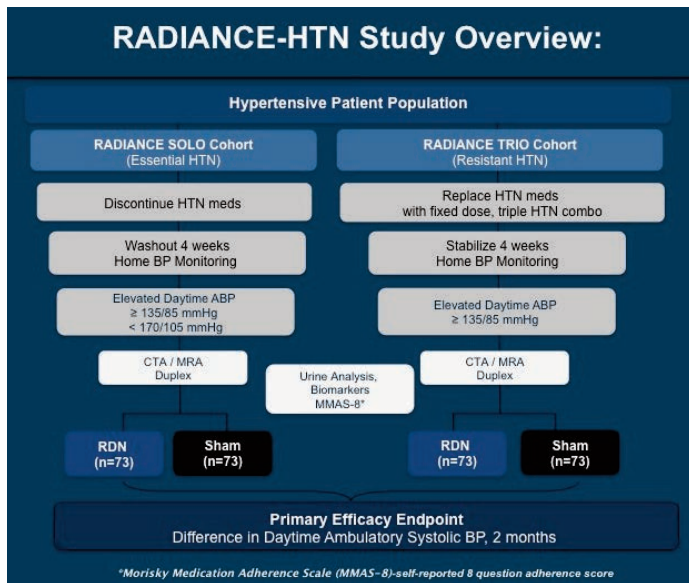 RADIANCE-HTN Study Overview:
Hypertensive Patient Population
RADIANCE SOLO Cohort
(Essential HTN)
RADIANCE TRIO Cohort
(Resistant HTN)
Discontinue HTN meds
Replace HTN meds
with fixed dose, triple HTN combo
Washout 4 weeks
Home BP Monitoring
Stabilize 4 weeks
Home BP Monitoring
Elevated Daytime ABP
≥ 135/85 mmHg
< 170/105 mmHg
Elevated Daytime ABP
≥ 135/85 mmHg
CTA / MRA
Duplex
Urine Analysis,
Biomarkers
MMAS-8*
CTA / MRA
Duplex
RDN
(n=73)
Sham
(n=73)
RDN
(n=73)
Sham
(n=73)
Primary Efficacy Endpoint
Difference in Daytime Ambulatory Systolic BP, 2 months
*Morisky Medication Adherence Scale (MMAS-8)-self-reported 8 question adherence score